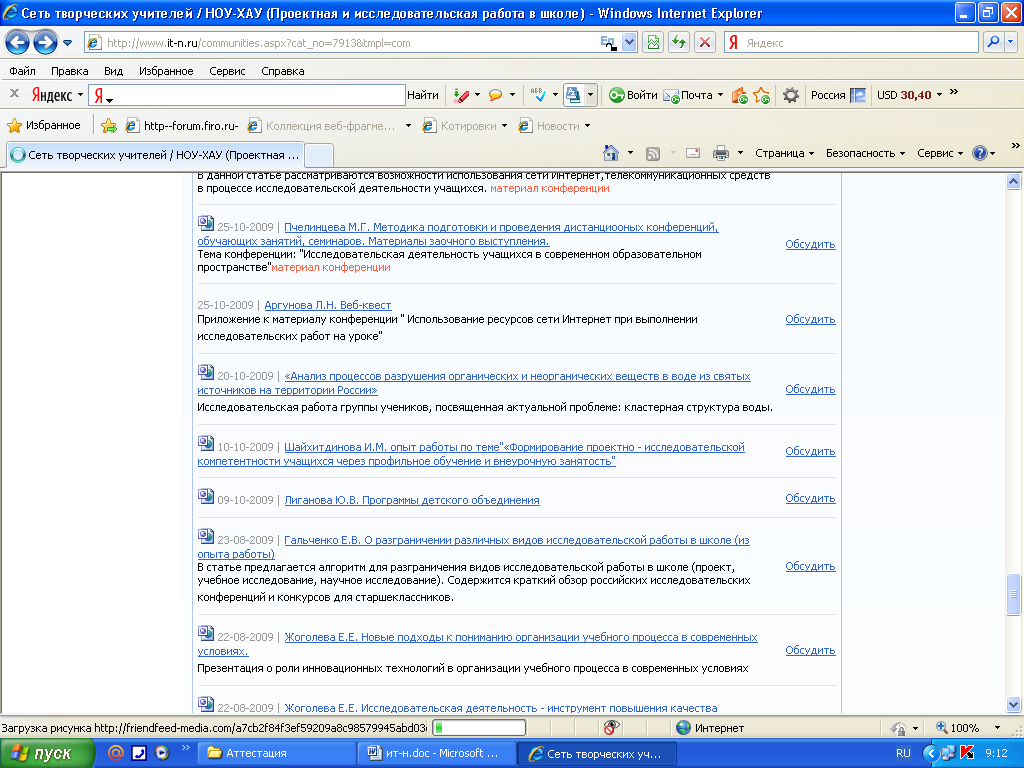 Сеть творческих учителей / НОУ-ХАУ (Проектная и исследовательская работа в школе) - Windows Internet Explorer
http://www.it-n.ru/communities.aspx?cat_no=7913&tmpl=com
Яндекс
Файл Правка Вид Избранное Сервис Справка
Яндекс Я Найти Войти Почта Россия USD 30,40
Избранное http--forum.firo.ru- Коллекция веб-фрагме... Котировки Новости
Сеть творческих учителей / НОУ-ХАУ (Проектная ... Страница Безопасность Сервис
В данной статье рассматриваются возможности использования сети Интернет,телекоммуникационных средств
в процессе исследовательской деятельности учащихся. материал конференции
25-10-2009 | Пчелинцева М.Г. Методика подготовки и проведения дистанциооных конференций,
обучающих занятий, семинаров. Материалы заочного выступления.
Обсудить
Тема конференции: "Исследовательская деятельность учащихся в современном образовательном
пространстве"материал конференции
25-10-2009 | Аргунова Л.Н. Веб-квест
Приложение к материалу конференции " Использование ресурсов сети Интернет при выполнении
Обсудить
исследовательских работ на уроке"
20-10-2009 | «Анализ процессов разрушения органических и неорганических веществ в воде из святых
источников на территории России»
Обсудить
Исследовательская работа группы учеников, посвященная актуальной проблеме: кластерная структура воды.
10-10-2009 | Шайхитдинова И.М. опыт работы по теме"«Формирование проектно - исследовательской
компетентности учащихся через профильное обучение и внеурочную занятость"
Обсудить
09-10-2009 | Лиганова Ю.В. Программы детского объединения
Обсудить
23-08-2009 | Гальченко Е.В. О разграничении различных видов исследовательской работы в школе (из
опыта работы)
В статье предлагается алгоритм для разграничения видов исследовательской работы в школе (проект,
Обсудить
учебное исследование, научное исследование). Содержится краткий обзор российских исследовательских
конференций и конкурсов для старшеклассников.
22-08-2009 | Жоголева Е.Е. Новые подходы к пониманию организации учебного процесса в современных
условиях.
Обсудить
Презентация о роли инновационных технологий в организации учебного процесса в современных условиях
22-08-2009 | Жоголева Е.Е. Исследовательская деятельность - инструмент повышения качества
Загрузка рисунка http://friendfeed-media.com/a7cb2f84f3ef59209a8c98579945abd03 Интернет 100%
пуск Аттестация ит-н.doc - Microsoft ... Сеть творческих уч... RU 9:12